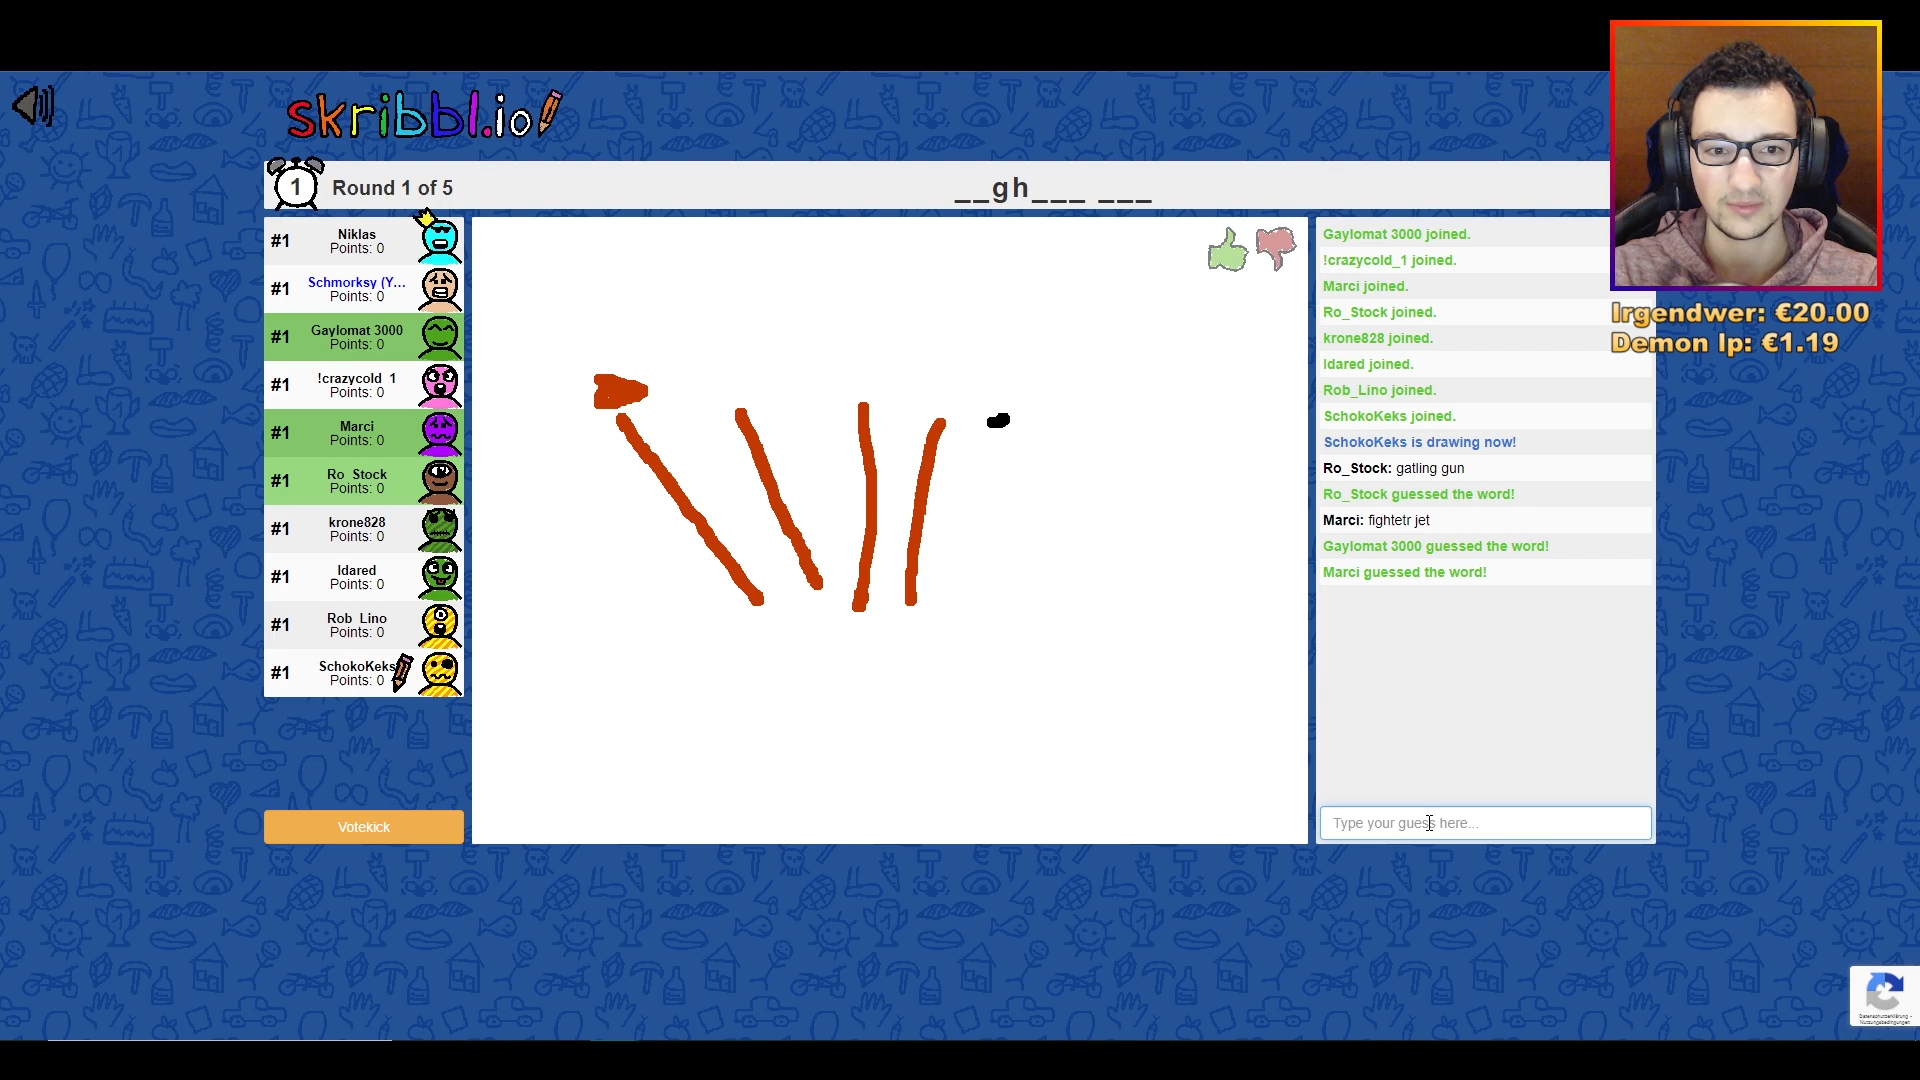 skribbl.io
1
Round 1 of 5
__gh___ ___
#1
Niklas
Points: 0
#1
Schmorksy (Y...
Points: 0
#1
Gaylomat 3000
Points: 0
#1
!crazycold_1
Points: 0
#1
Marci
Points: 0
#1
Ro_Stock
Points: 0
#1
krone828
Points: 0
#1
Idared
Points: 0
#1
Rob_Lino
Points: 0
#1
SchokoKeks
Points: 0
Votekick
Gaylomat 3000 joined.
!crazycold_1 joined.
Marci joined.
Ro_Stock joined.
krone828 joined.
Idared joined.
Rob_Lino joined.
SchokoKeks joined.
SchokoKeks is drawing now!
Ro_Stock: gatling gun
Ro_Stock guessed the word!
Marci: fightetr jet
Gaylomat 3000 guessed the word!
Marci guessed the word!
Type your guess here...
Irgendwer: €20.00
Demon Ip: €1.19
Datenschutzerklärung -
Nutzungsbedingungen